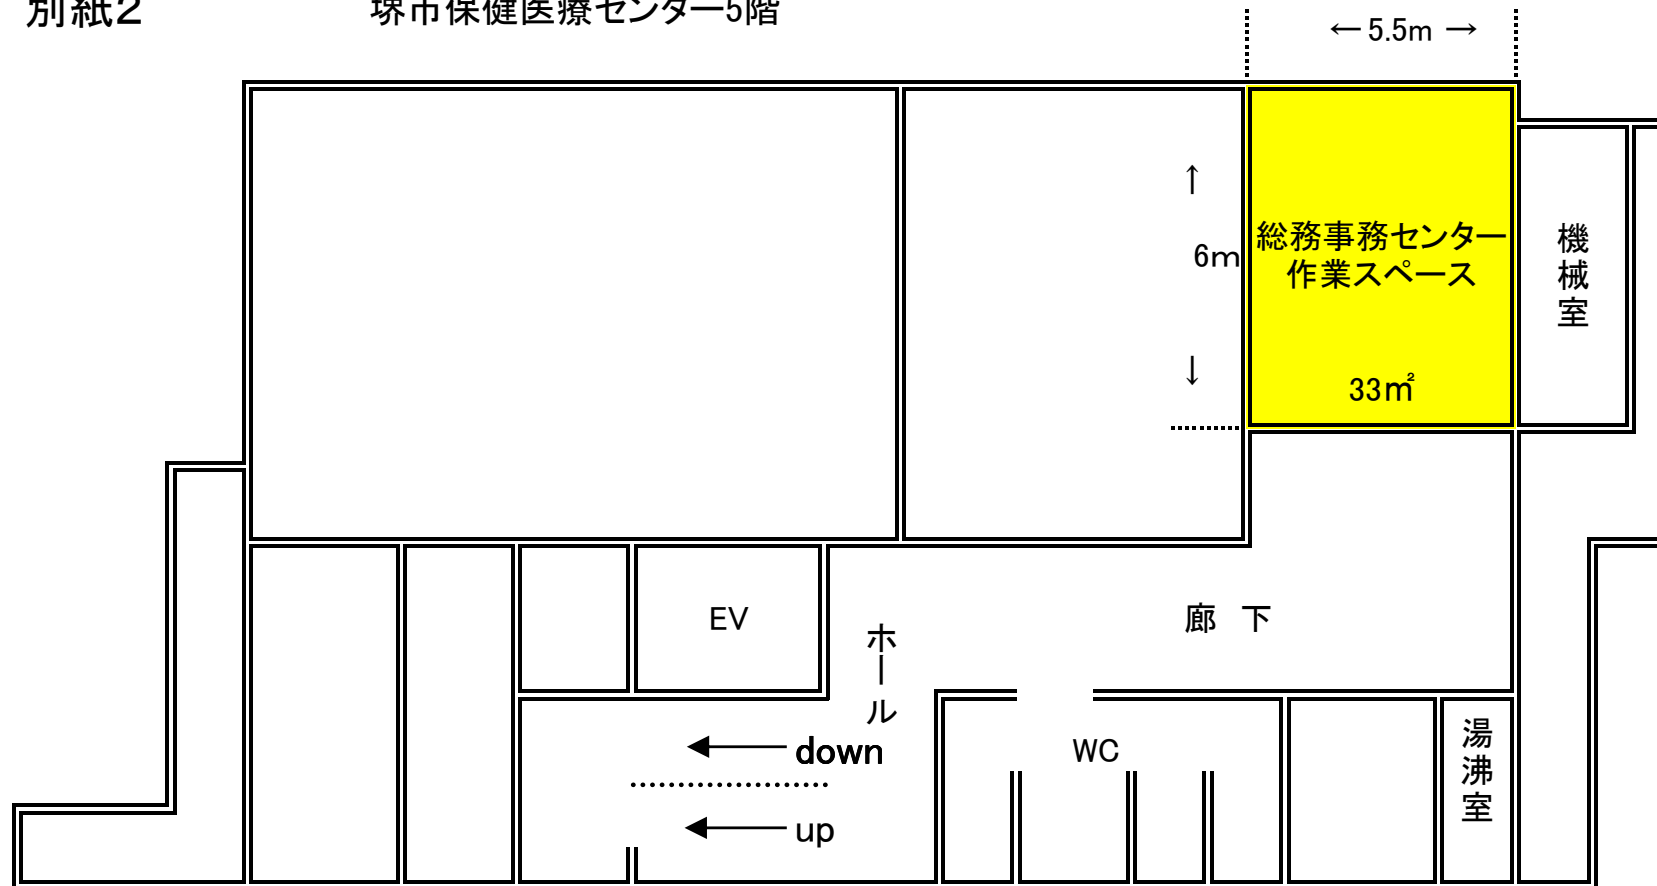 別紙2
堺市保健医療センター5階
←5.5m →
↑
6m
↓
総務事務センター
作業スペース
33㎡
機械室
EV
ホール
廊 下
down
up
WC
湯沸室